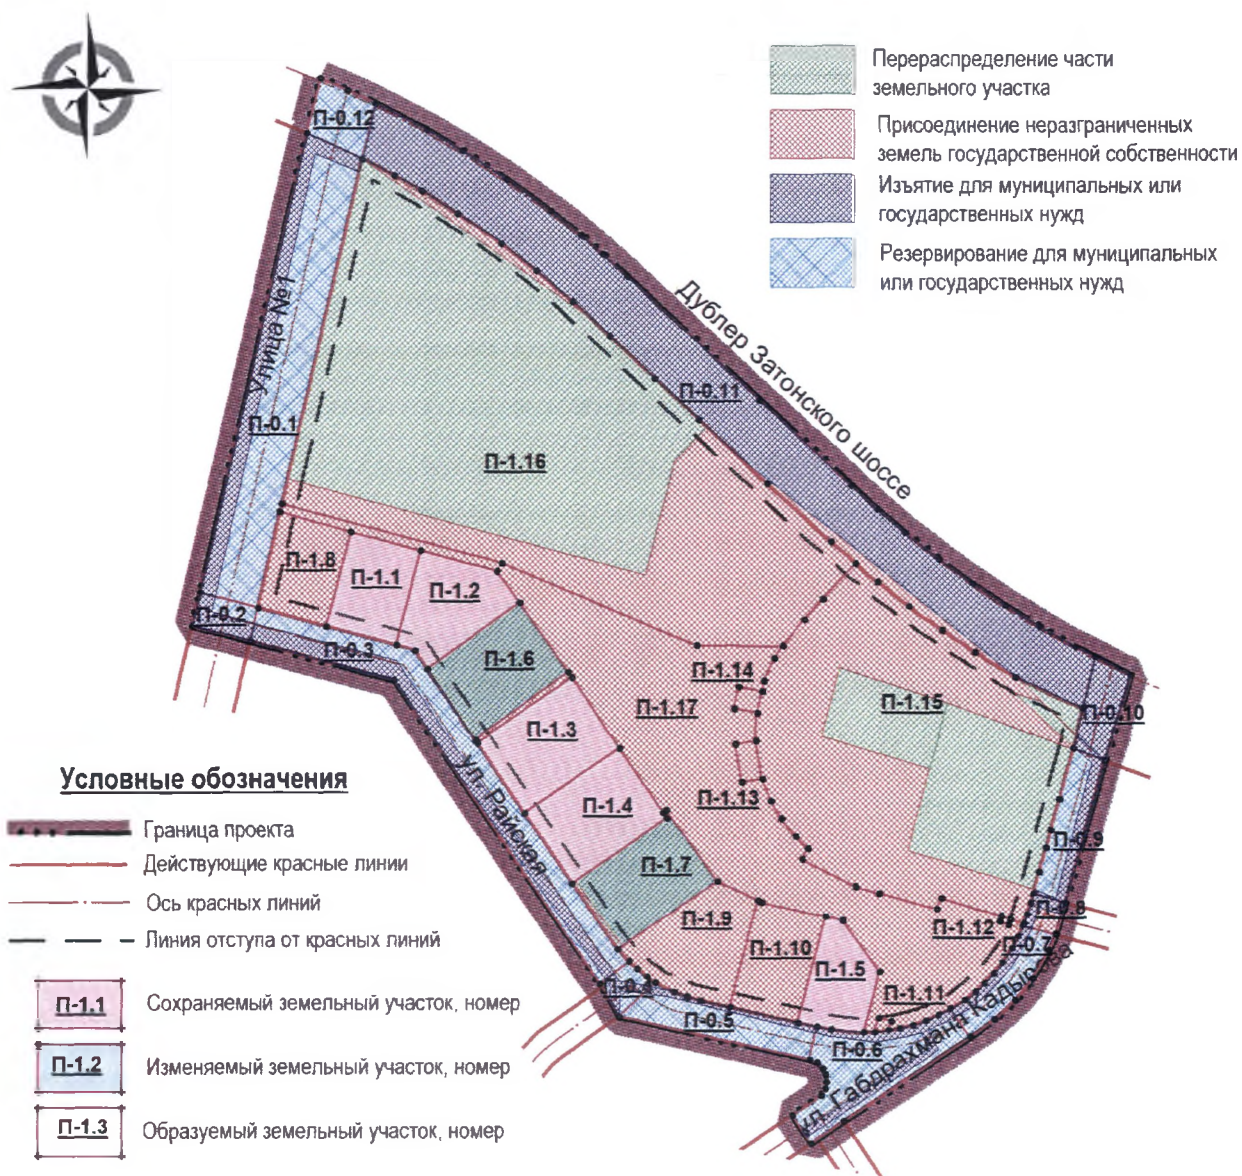 Перераспределение части
земельного участка
Присоединение неразграниченных
земель государственной собственности
Изъятие для муниципальных или
государственных нужд
Резервирование для муниципальных
или государственных нужд
П-0.12
Улица №1
Дублер Затонского шоссе
П-0.11
П-0.1
П-1.16
П-1.8
П-1.1
П-1.2
П-0.2
П-0.3
П-1.6
П-1.14
П-1.17
П-1.15
П-0.10
П-1.3
ул. Райская
П-1.4
П-1.13
П-1.7
П-0.9
П-1.9
П-0.8
П-1.12
П-1.10
П-0.7
П-1.5
П-0.4
П-1.11
П-0.5
П-0.6
ул. Габдрахмана Кадырова
Условные обозначения
Граница проекта
Действующие красные линии
Ось красных линий
Линия отступа от красных линий
П-1.1
Сохраняемый земельный участок, номер
П-1.2
Изменяемый земельный участок, номер
П-1.3
Образуемый земельный участок, номер